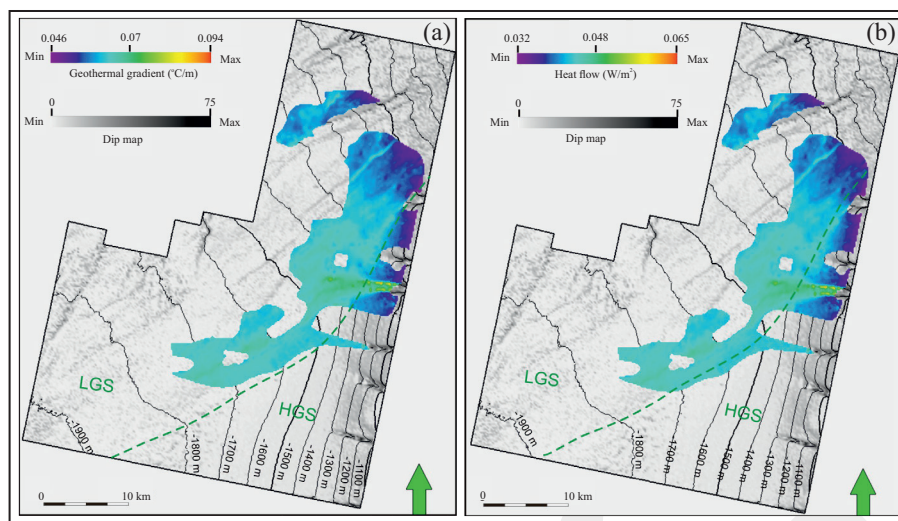 (a)
0.046 0.07 0.094
Min Max
Geothermal gradient (°C/m)
0 75
Min Max
Dip map
LGS
HGS
-1900 m
-1800 m
-1700 m
-1600 m
-1500 m
-1400 m
-1300 m
-1200 m
-1100 m
0 10 km
(b)
0.032 0.048 0.065
Min Max
Heat flow (W/m²)
0 75
Min Max
Dip map
LGS
HGS
-1900 m
-1800 m
-1700 m
-1600 m
-1500 m
-1400 m
-1300 m
-1200 m
-1100 m
0 10 km